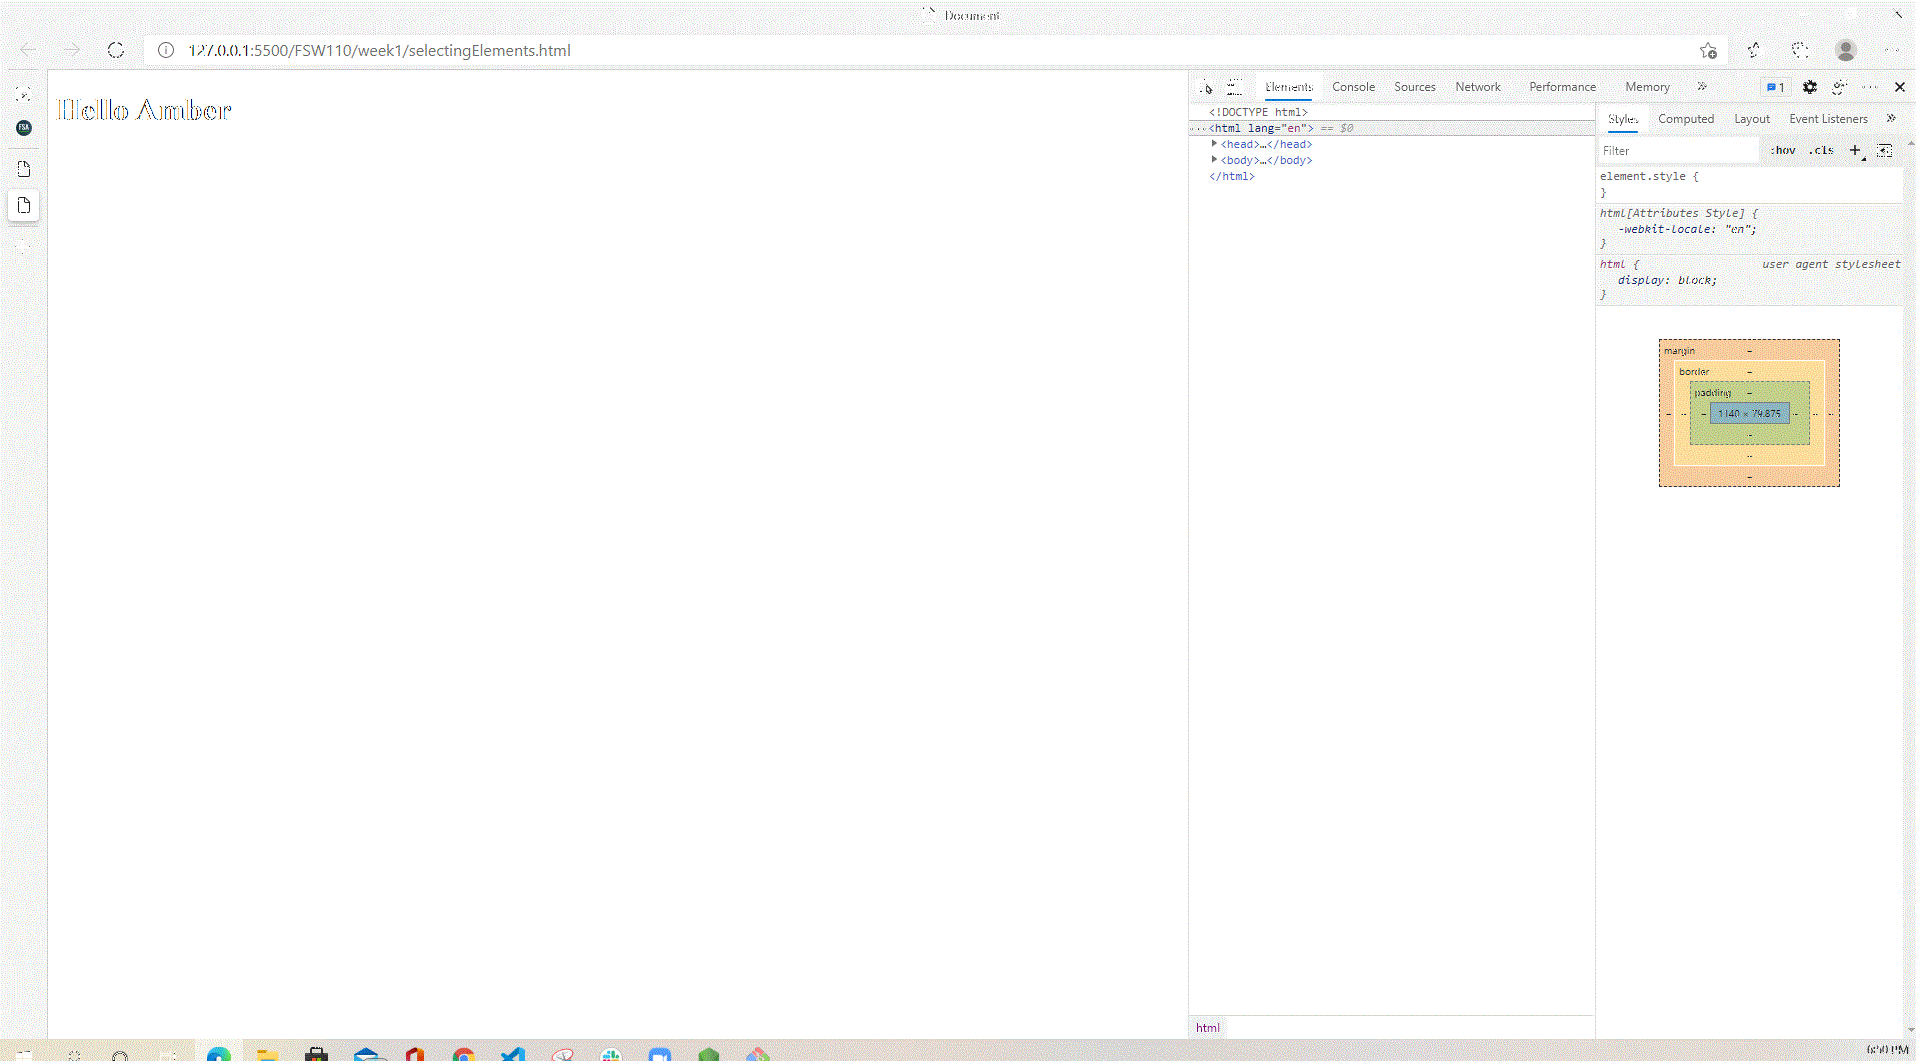 Document
127.0.0.1:5500/FSW110/week1/selectingElements.html
Hello Amber
FSA
Elements Console Sources Network Performance Memory » 1
<!DOCTYPE html>
···<html lang="en"> == $0
<head>…</head>
<body>…</body>
</html>
html
Styles Computed Layout Event Listeners »
Filter :hov .cls +
element.style {
}
html[Attributes Style] {
-webkit-locale: "en";
}
html { user agent stylesheet
display: block;
}
margin –
border –
padding –
– – – 1140 × 79.875 – – –
–
–
–
6:50 PM